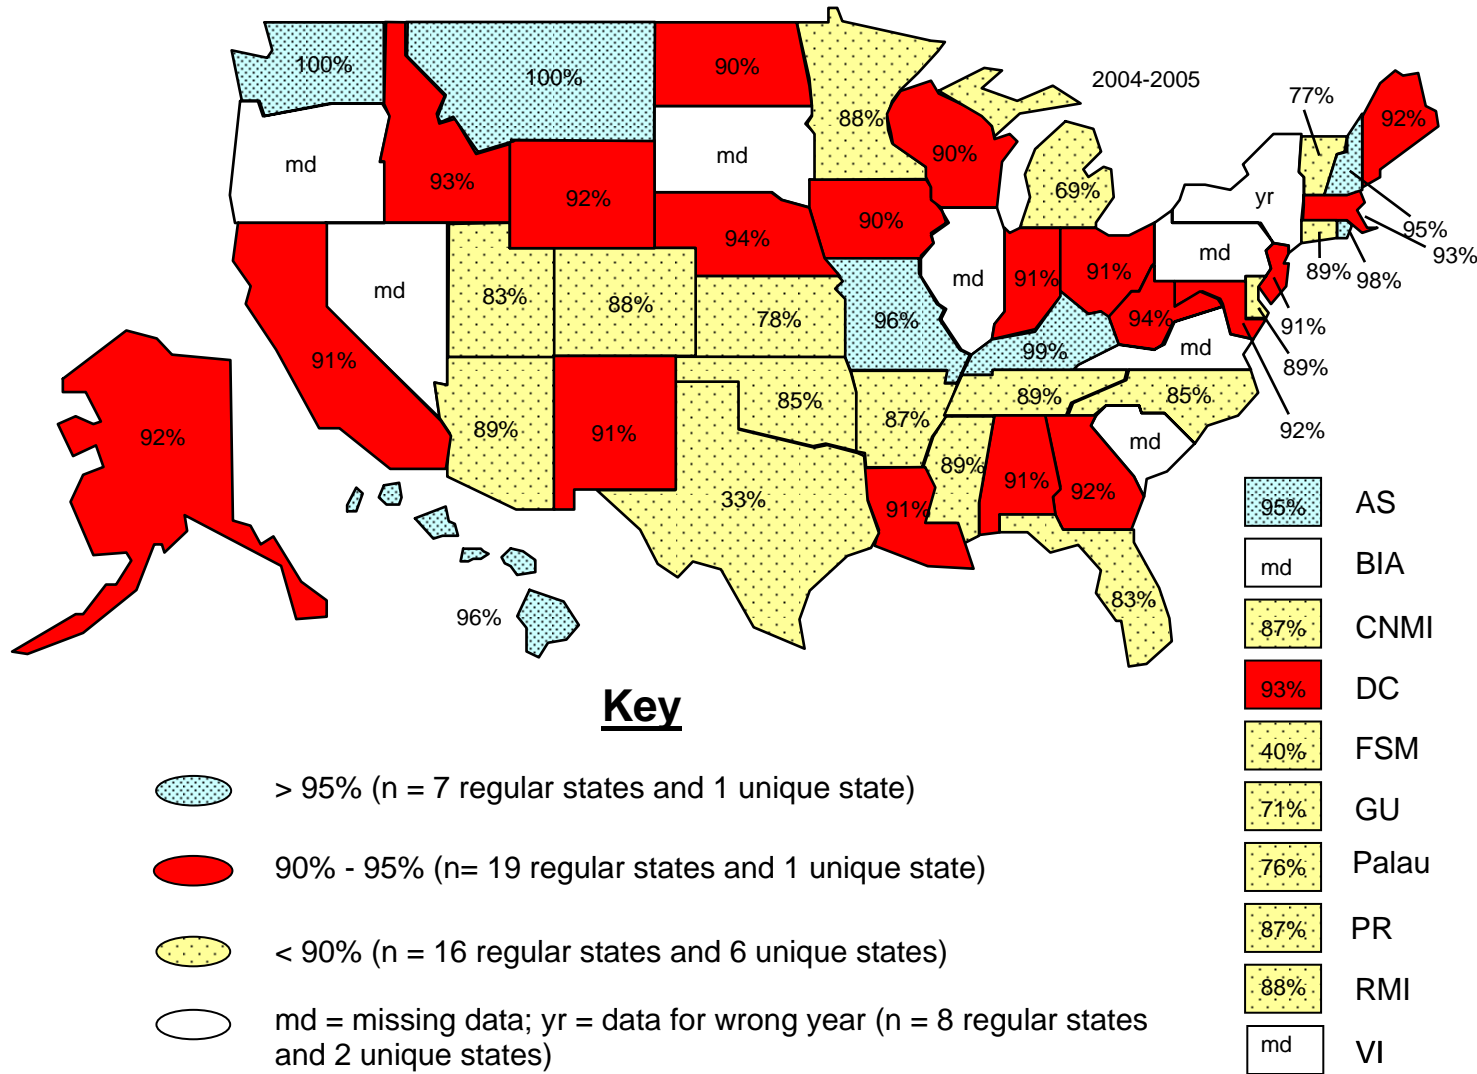 2004-2005
100%
100%
90%
88%
77%
92%
md
93%
92%
md
90%
90%
69%
yr
95%
93%
98%
89%
94%
md
91%
91%
md
83%
88%
78%
96%
99%
94%
md
91%
89%
92%
91%
89%
91%
85%
87%
89%
85%
md
92%
33%
89%
91%
91%
92%
83%
96%
95% AS
md BIA
87% CNMI
93% DC
40% FSM
71% GU
76% Palau
87% PR
88% RMI
md VI
Key
> 95% (n = 7 regular states and 1 unique state)
90% - 95% (n= 19 regular states and 1 unique state)
< 90% (n = 16 regular states and 6 unique states)
md = missing data; yr = data for wrong year (n = 8 regular states
and 2 unique states)